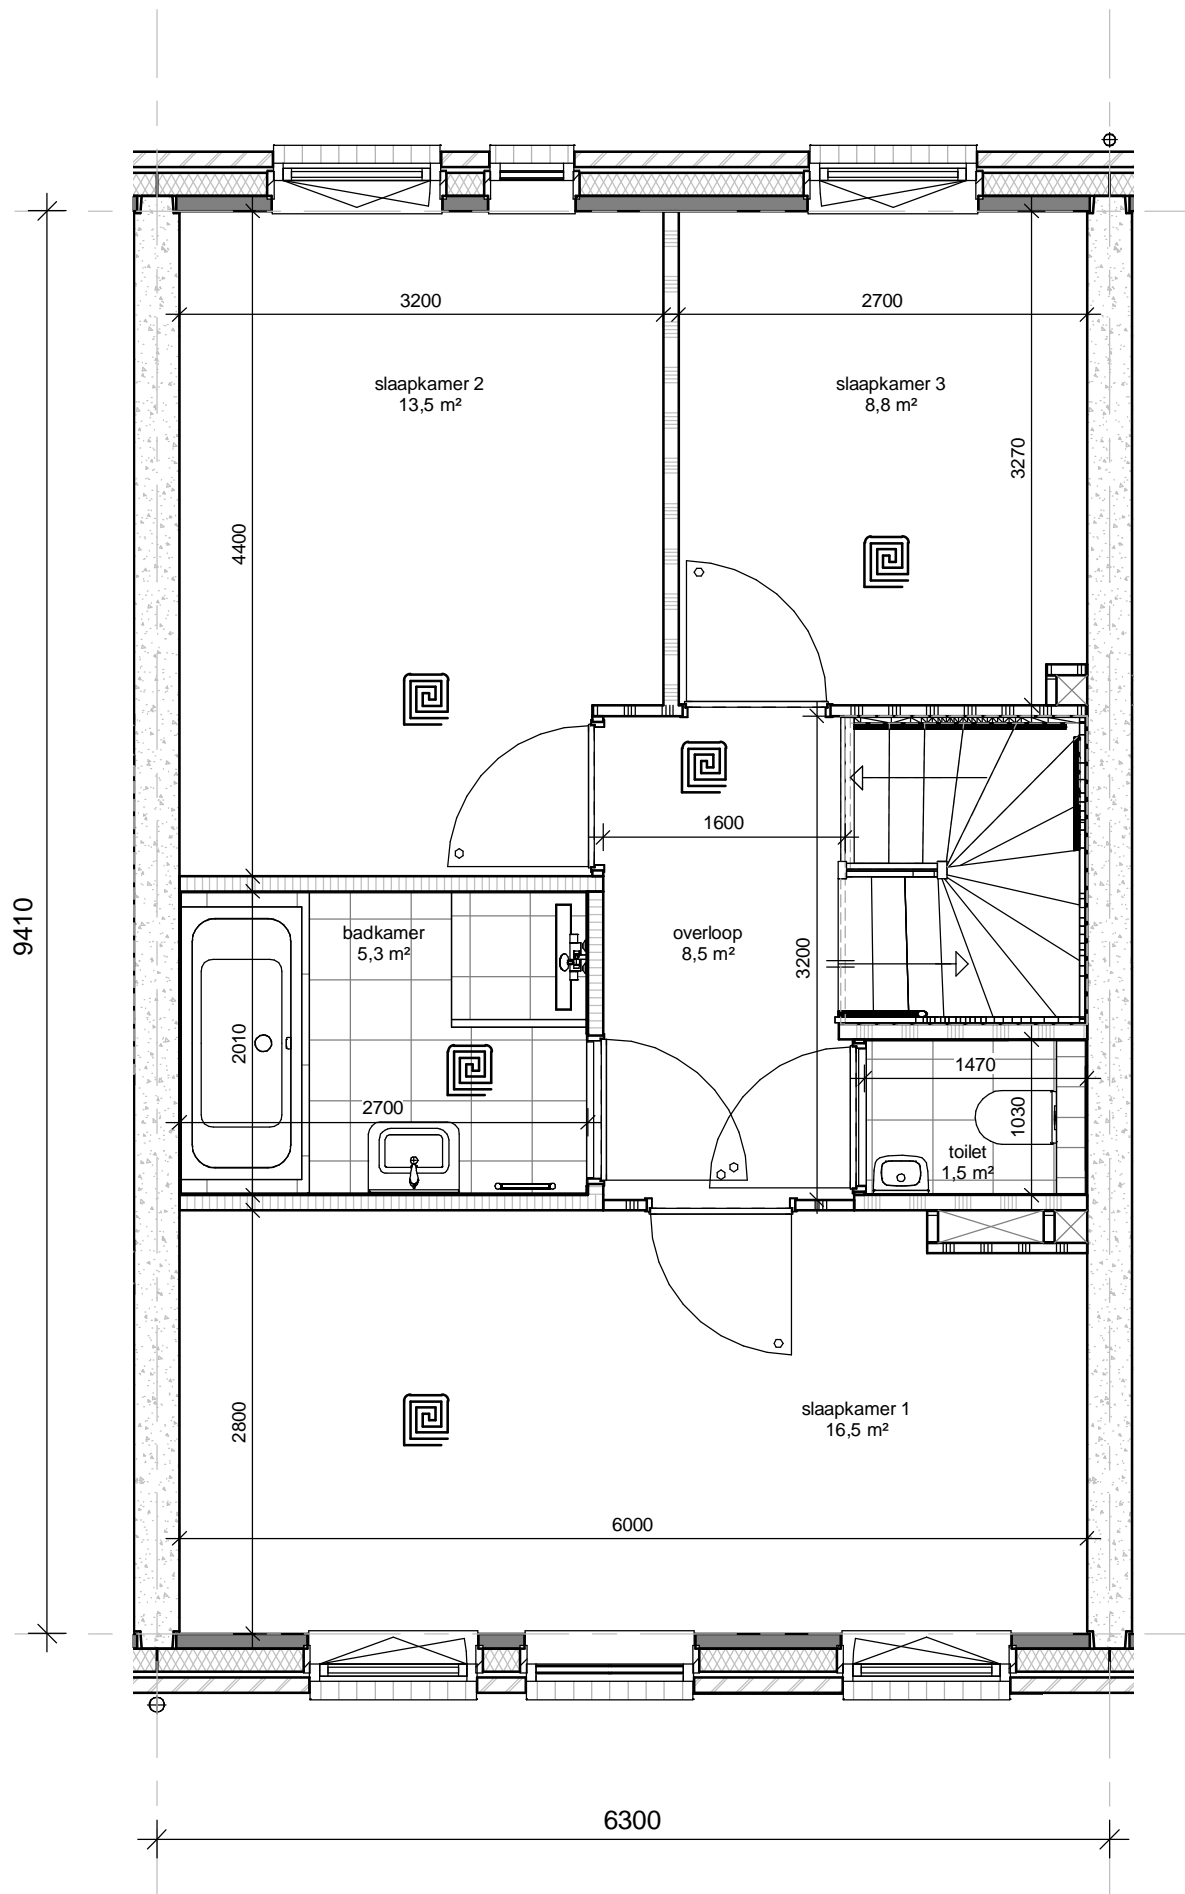 3200
2700
slaapkamer 2
13,5 m²
slaapkamer 3
8,8 m²
3270
4400
1600
9410
badkamer
5,3 m²
overloop
8,5 m²
3200
2010
1470
2700
1030
toilet
1,5 m²
slaapkamer 1
16,5 m²
2800
6000
6300